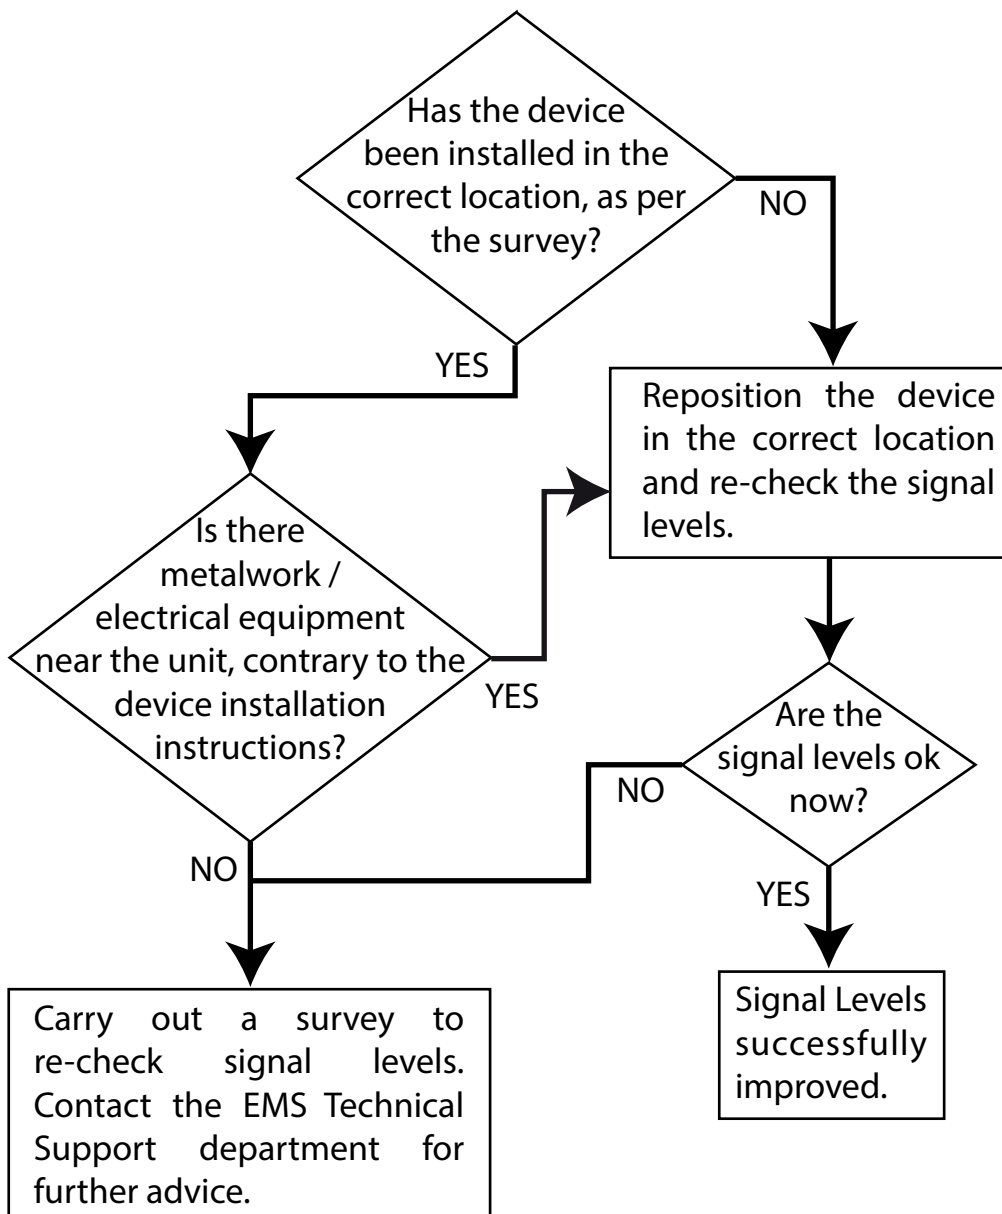 Has the device
been installed in the
correct location, as per
the survey?
NO
YES
Reposition the device
in the correct location
and re-check the signal
levels.
Is there
metalwork /
electrical equipment
near the unit, contrary to the
device installation
instructions?
YES
Are the
signal levels ok
now?
NO
NO
YES
Carry out a survey to
re-check signal levels.
Contact the EMS Technical
Support department for
further advice.
Signal Levels
successfully
improved.